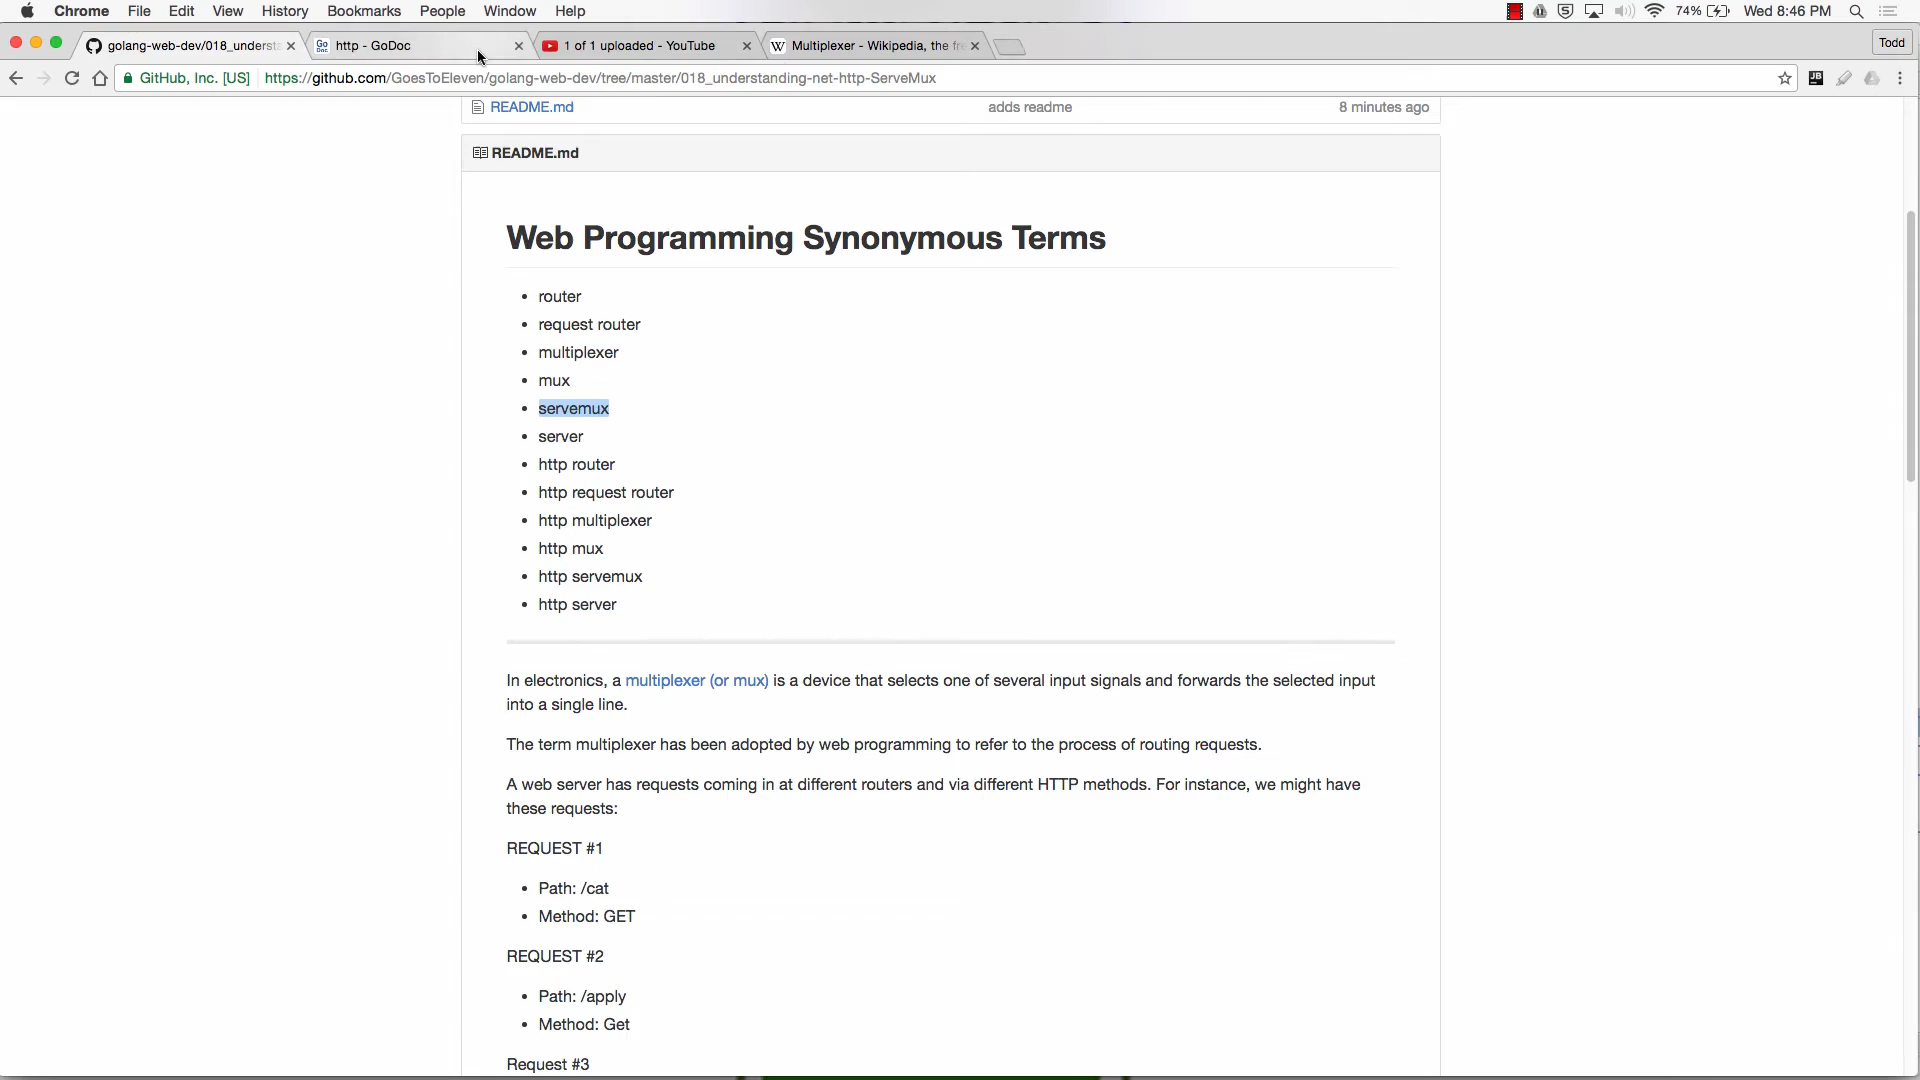 Chrome File Edit View History Bookmarks People Window Help 74% Wed 8:46 PM
golang-web-dev/018_underst http - GoDoc 1 of 1 uploaded - YouTube Multiplexer - Wikipedia, the fre Todd
GitHub, Inc. [US] https://github.com/GoesToEleven/golang-web-dev/tree/master/018_understanding-net-http-ServeMux
README.md adds readme 8 minutes ago
README.md
Web Programming Synonymous Terms
router
request router
multiplexer
mux
servemux
server
http router
http request router
http multiplexer
http mux
http servemux
http server
In electronics, a multiplexer (or mux) is a device that selects one of several input signals and forwards the selected input
into a single line.
The term multiplexer has been adopted by web programming to refer to the process of routing requests.
A web server has requests coming in at different routers and via different HTTP methods. For instance, we might have
these requests:
REQUEST #1
Path: /cat
Method: GET
REQUEST #2
Path: /apply
Method: Get
Request #3